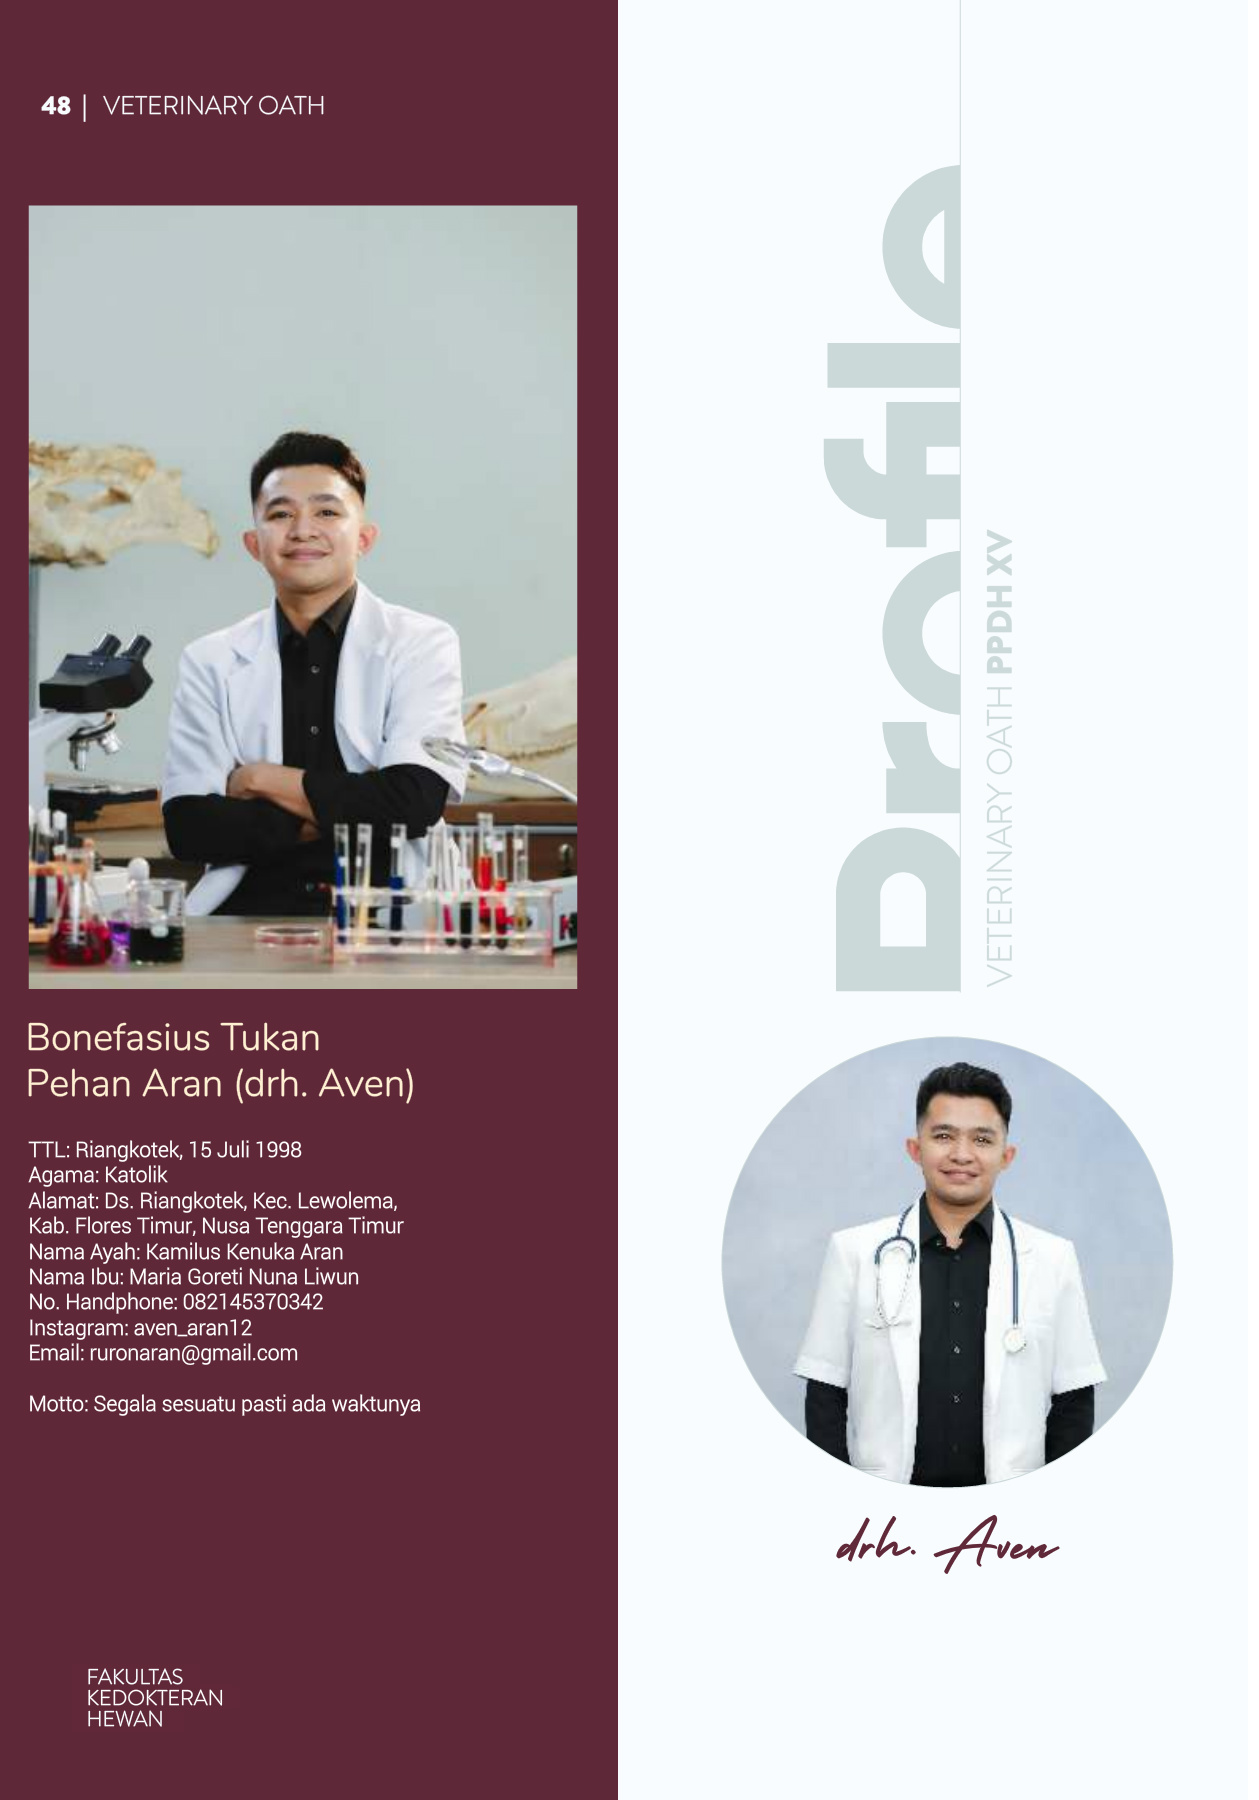 48 | VETERINARY OATH
Bonefasius Tukan
Pehan Aran (drh. Aven)
TTL: Riangkotek, 15 Juli 1998
Agama: Katolik
Alamat: Ds. Riangkotek, Kec. Lewolema,
Kab. Flores Timur, Nusa Tenggara Timur
Nama Ayah: Kamilus Kenuka Aran
Nama Ibu: Maria Goreti Nuna Liwun
No. Handphone: 082145370342
Instagram: aven_aran12
Email: ruronaran@gmail.com
Motto: Segala sesuatu pasti ada waktunya
FAKULTAS
KEDOKTERAN
HEWAN
Profile
VETERINARY OATH PPDH XV
drh. Aven